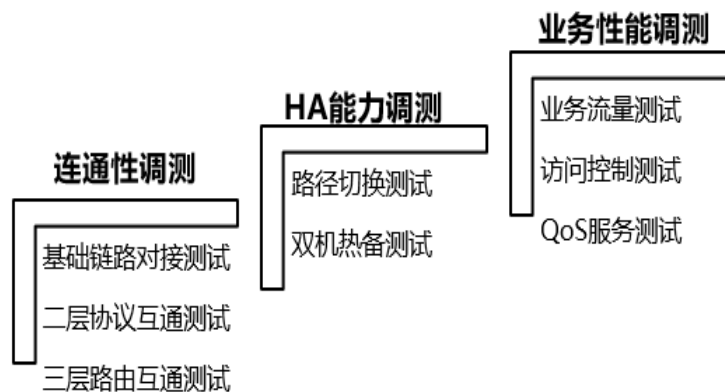 连通性调测
基础链路对接测试
二层协议互通测试
三层路由互通测试
HA能力调测
路径切换测试
双机热备测试
业务性能调测
业务流量测试
访问控制测试
QoS服务测试